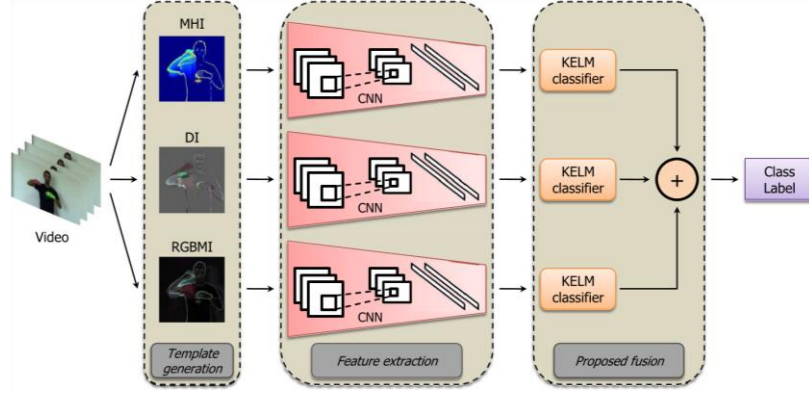 MHI
DI
RGBMI
Video
CNN
CNN
CNN
KELM
classifier
KELM
classifier
KELM
classifier
+
Class
Label
Template
generation
Feature extraction
Proposed fusion